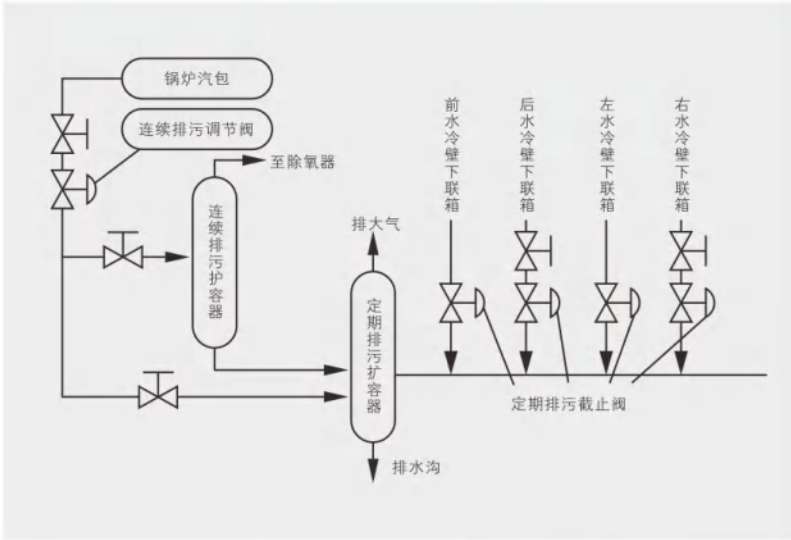 锅炉汽包
连续排污调节阀
至除氧器
连续排污护容器
排大气
定期排污扩容器
排水沟
前水冷壁下联箱
后水冷壁下联箱
左水冷壁下联箱
右水冷壁下联箱
定期排污截止阀